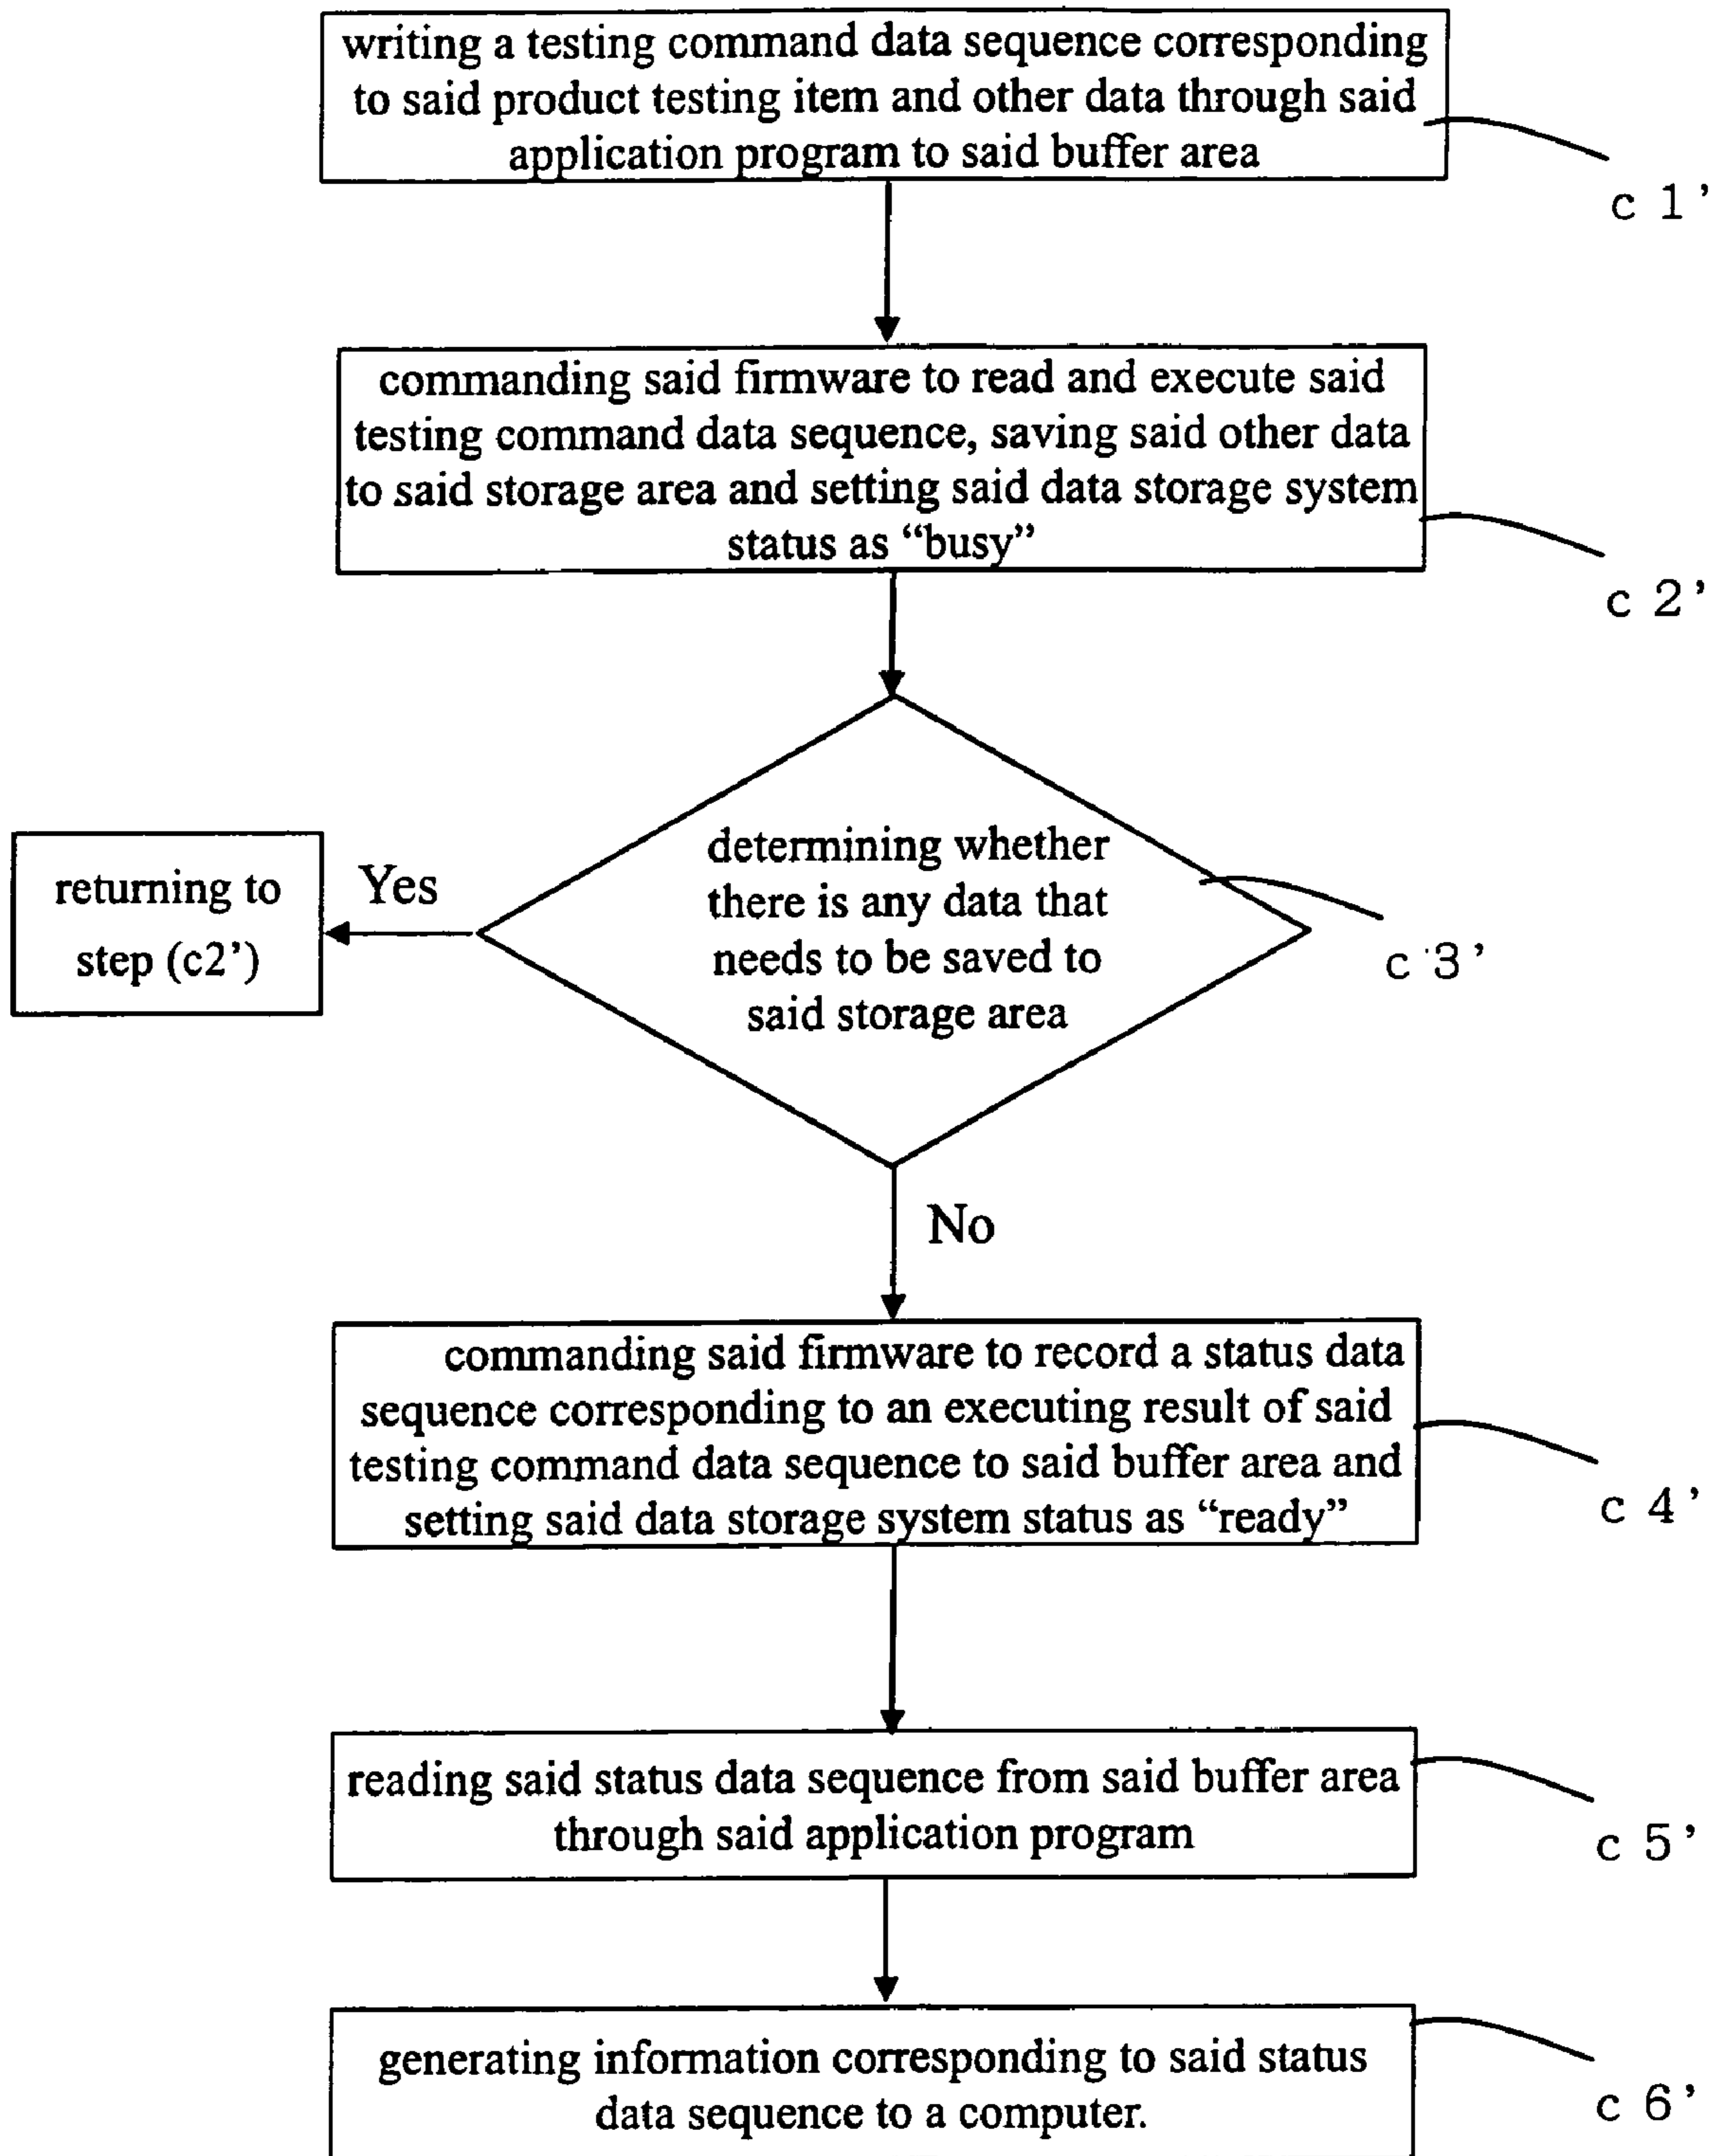 writing a testing command data sequence corresponding
to said product testing item and other data through said
application program to said buffer area
c 1'
commanding said firmware to read and execute said
testing command data sequence, saving said other data
to said storage area and setting said data storage system
status as “busy”
c 2'
determining whether
there is any data that
needs to be saved to
said storage area
c 3'
Yes
returning to
step (c2')
No
commanding said firmware to record a status data
sequence corresponding to an executing result of said
testing command data sequence to said buffer area and
setting said data storage system status as “ready”
c 4'
reading said status data sequence from said buffer area
through said application program
c 5'
generating information corresponding to said status
data sequence to a computer.
c 6'